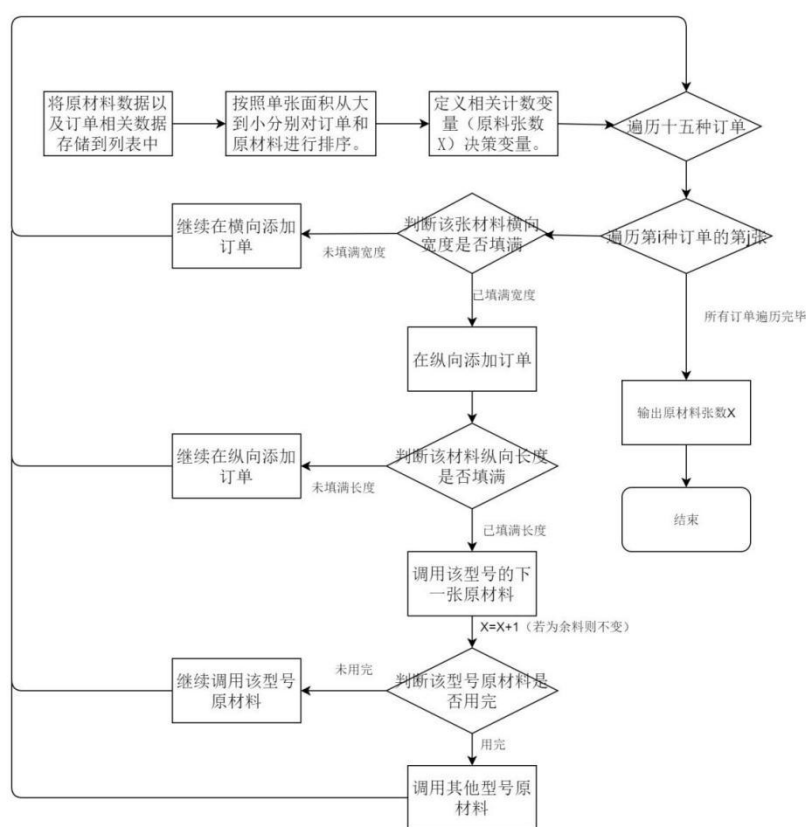 将原材料数据以
及订单相关数据
存储到列表中
按照单张面积从大
到小分别对订单和
原材料进行排序。
定义相关计数变
量（原料张数
X）决策变量。
遍历十五种订单
继续在横向添加
订单
未填满宽度
判断该张材料横向
宽度是否填满
遍历第i种订单的第j张
已填满宽度
所有订单遍历完毕
在纵向添加订单
输出原材料张数X
继续在纵向添加
订单
未填满长度
判断该材料纵向长度
是否填满
结束
已填满长度
调用该型号的下
一张原材料
X=X+1（若为余料则不变）
继续调用该型号
原材料
未用完
判断该型号原材料是
否用完
用完
调用其他型号原
材料